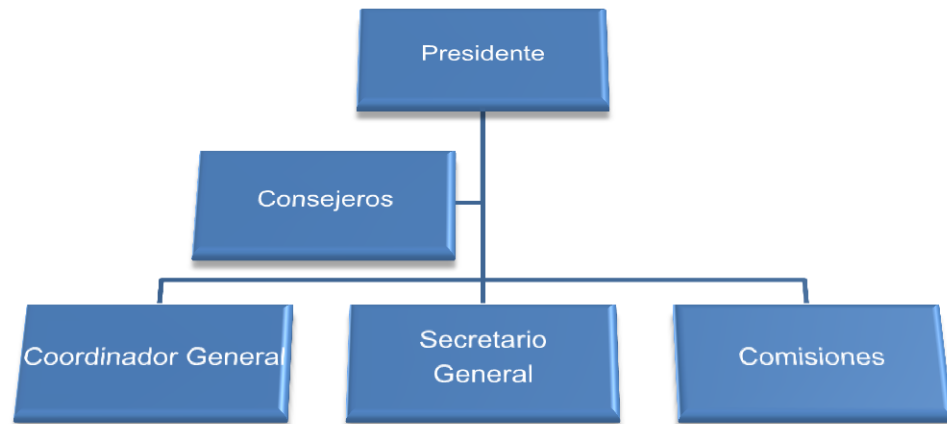 Presidente
Consejeros
Coordinador General
Secretario
General
Comisiones